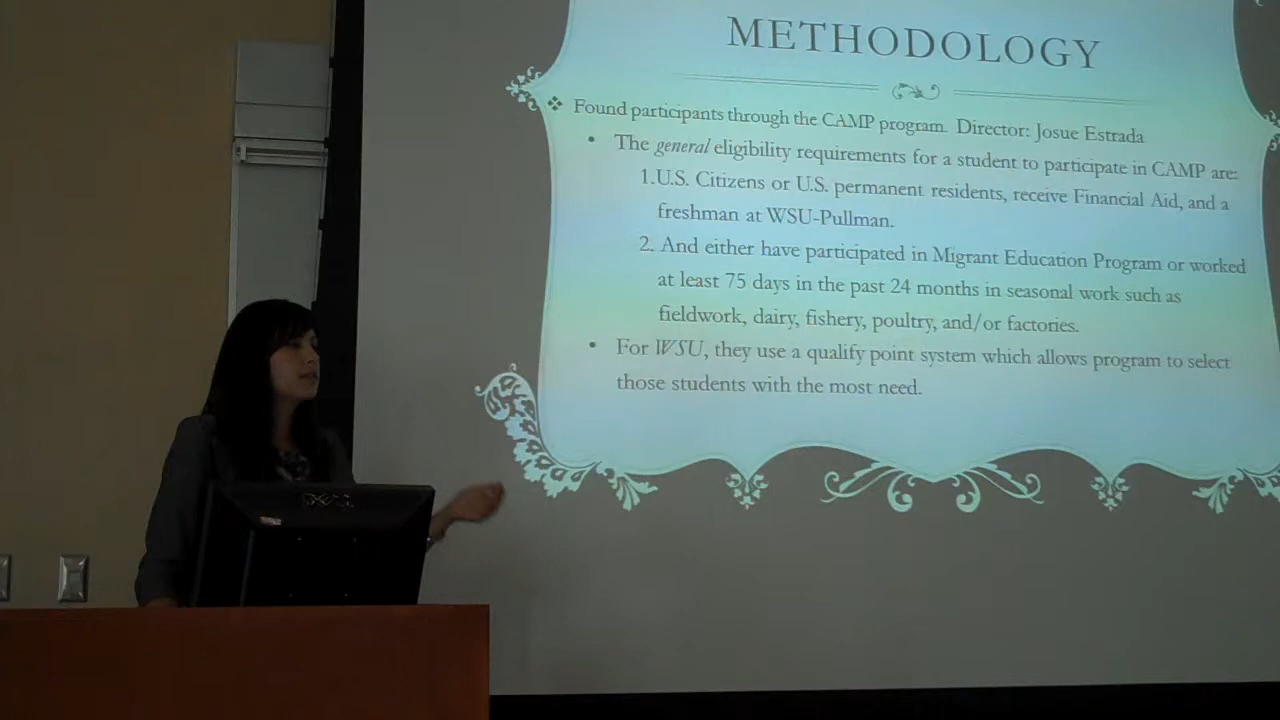 METHODOLOGY
❖ Found participants through the CAMP program. Director: Josue Estrada
• The general eligibility requirements for a student to participate in CAMP are:
1.U.S. Citizens or U.S. permanent residents, receive Financial Aid, and a
freshman at WSU-Pullman.
2. And either have participated in Migrant Education Program or worked
at least 75 days in the past 24 months in seasonal work such as
fieldwork, dairy, fishery, poultry, and/or factories.
• For WSU, they use a qualify point system which allows program to select
those students with the most need.
DELL